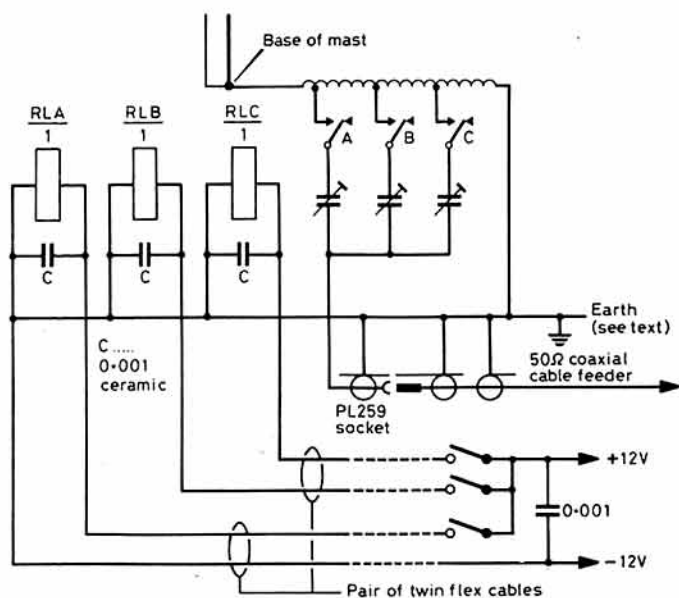 Base of mast
RLA
1
RLB
1
RLC
1
A
B
C
C
C
C
Earth
(see text)
C.....
0·001
ceramic
50Ω coaxial
cable feeder
PL259
socket
+12V
0·001
−12V
Pair of twin flex cables